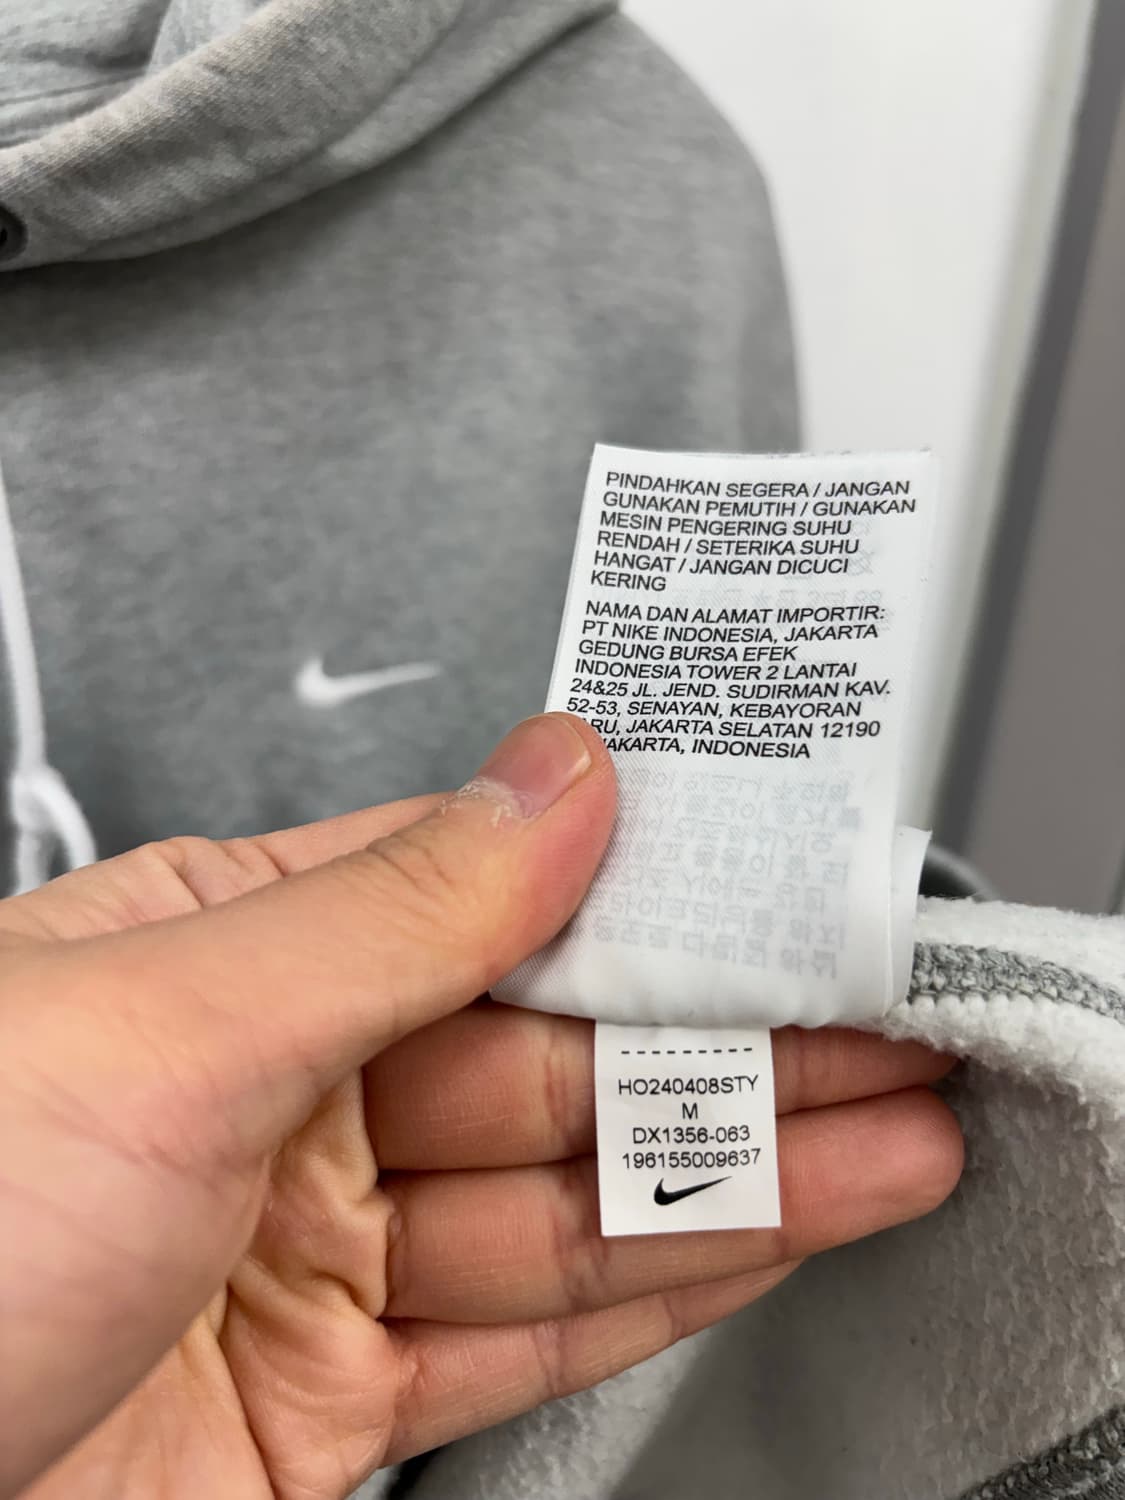 PINDAHKAN SEGERA / JANGAN
GUNAKAN PEMUTIH / GUNAKAN
MESIN PENGERING SUHU
RENDAH / SETERIKA SUHU
HANGAT / JANGAN DICUCI
KERING
NAMA DAN ALAMAT IMPORTIR:
PT NIKE INDONESIA, JAKARTA
GEDUNG BURSA EFEK
INDONESIA TOWER 2 LANTAI
24&25 JL. JEND. SUDIRMAN KAV.
52-53, SENAYAN, KEBAYORAN
RU, JAKARTA SELATAN 12190
AKARTA, INDONESIA
HO240408STY
M
DX1356-063
196155009637